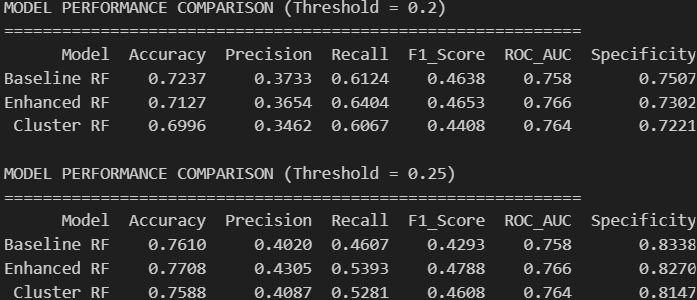 MODEL PERFORMANCE COMPARISON (Threshold = 0.2)
============================================================
Model Accuracy Precision Recall F1_Score ROC_AUC Specificity
Baseline RF 0.7237 0.3733 0.6124 0.4638 0.758 0.7507
Enhanced RF 0.7127 0.3654 0.6404 0.4653 0.766 0.7302
Cluster RF 0.6996 0.3462 0.6067 0.4408 0.764 0.7221
MODEL PERFORMANCE COMPARISON (Threshold = 0.25)
============================================================
Model Accuracy Precision Recall F1_Score ROC_AUC Specificity
Baseline RF 0.7610 0.4020 0.4607 0.4293 0.758 0.8338
Enhanced RF 0.7708 0.4305 0.5393 0.4788 0.766 0.8270
Cluster RF 0.7588 0.4087 0.5281 0.4608 0.764 0.8147